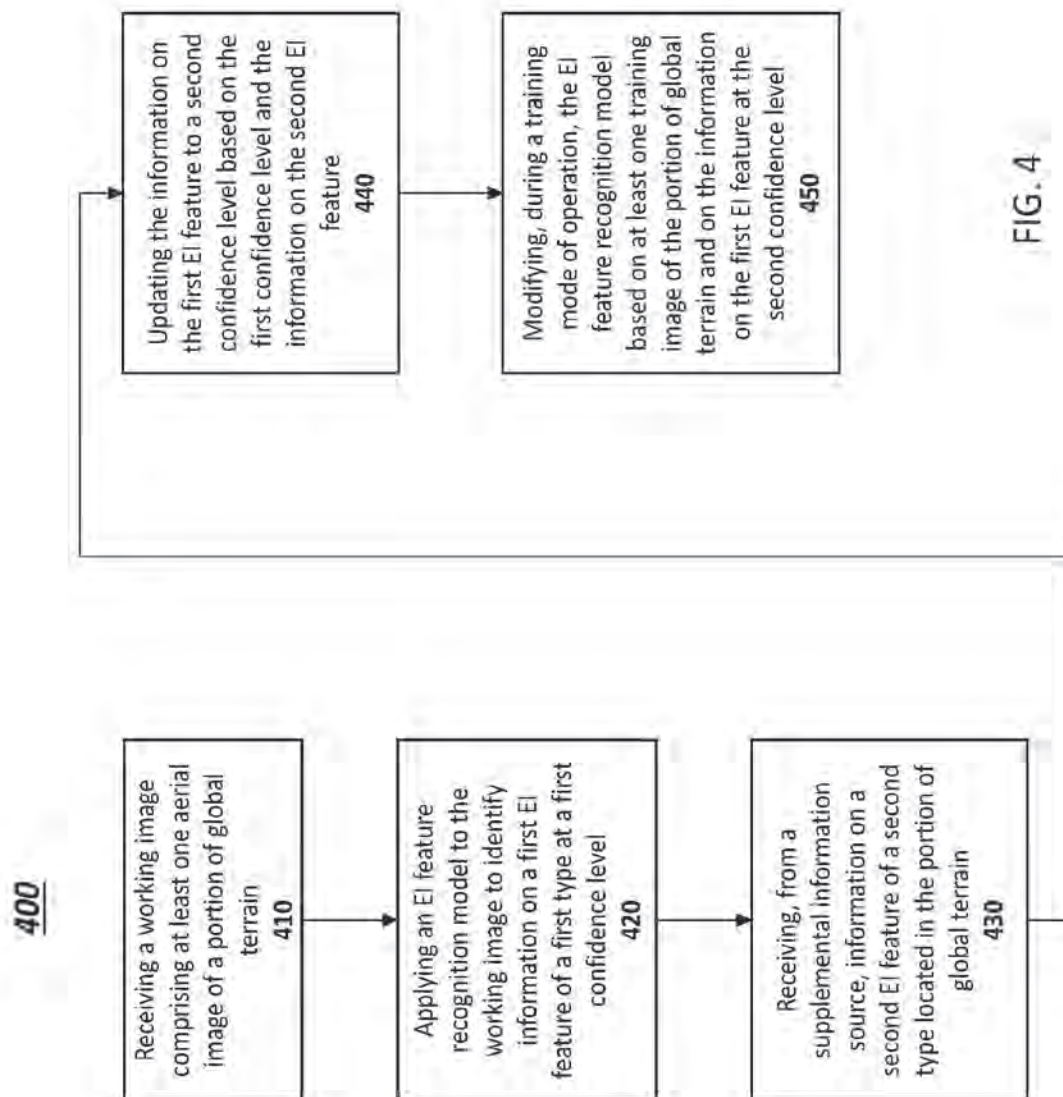 400
Receiving a working image
comprising at least one aerial
image of a portion of global
terrain
410
Applying an EI feature
recognition model to the
working image to identify
information on a first EI
feature of a first type at a first
confidence level
420
Receiving, from a
supplemental information
source, information on a
second EI feature of a second
type located in the portion of
global terrain
430
Updating the information on
the first EI feature to a second
confidence level based on the
first confidence level and the
information on the second EI
feature
440
Modifying, during a training
mode of operation, the EI
feature recognition model
based on at least one training
image of the portion of global
terrain and on the information
on the first EI feature at the
second confidence level
450
FIG. 4